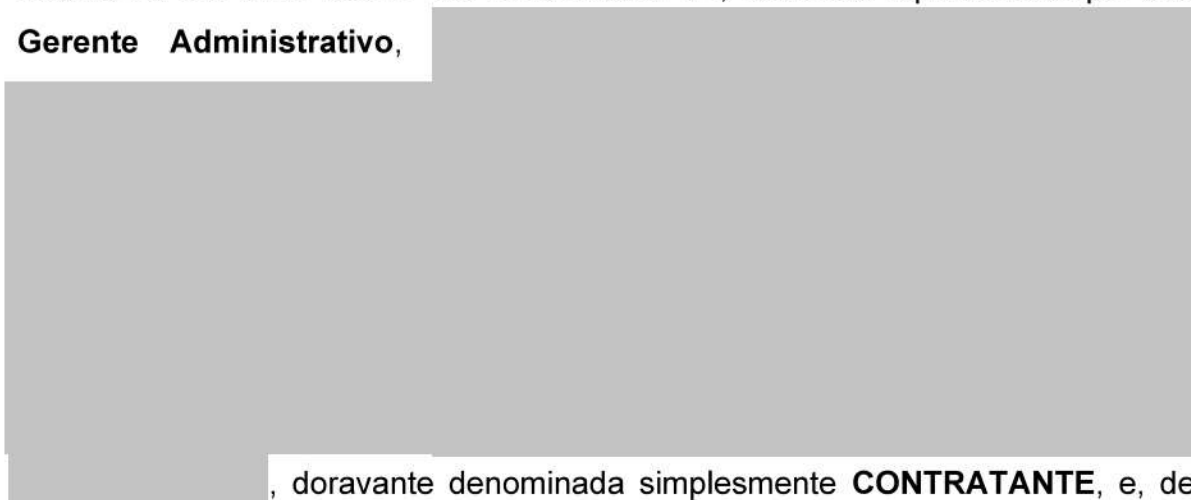 Gerente Administrativo,
, doravante denominada simplesmente CONTRATANTE, e, de